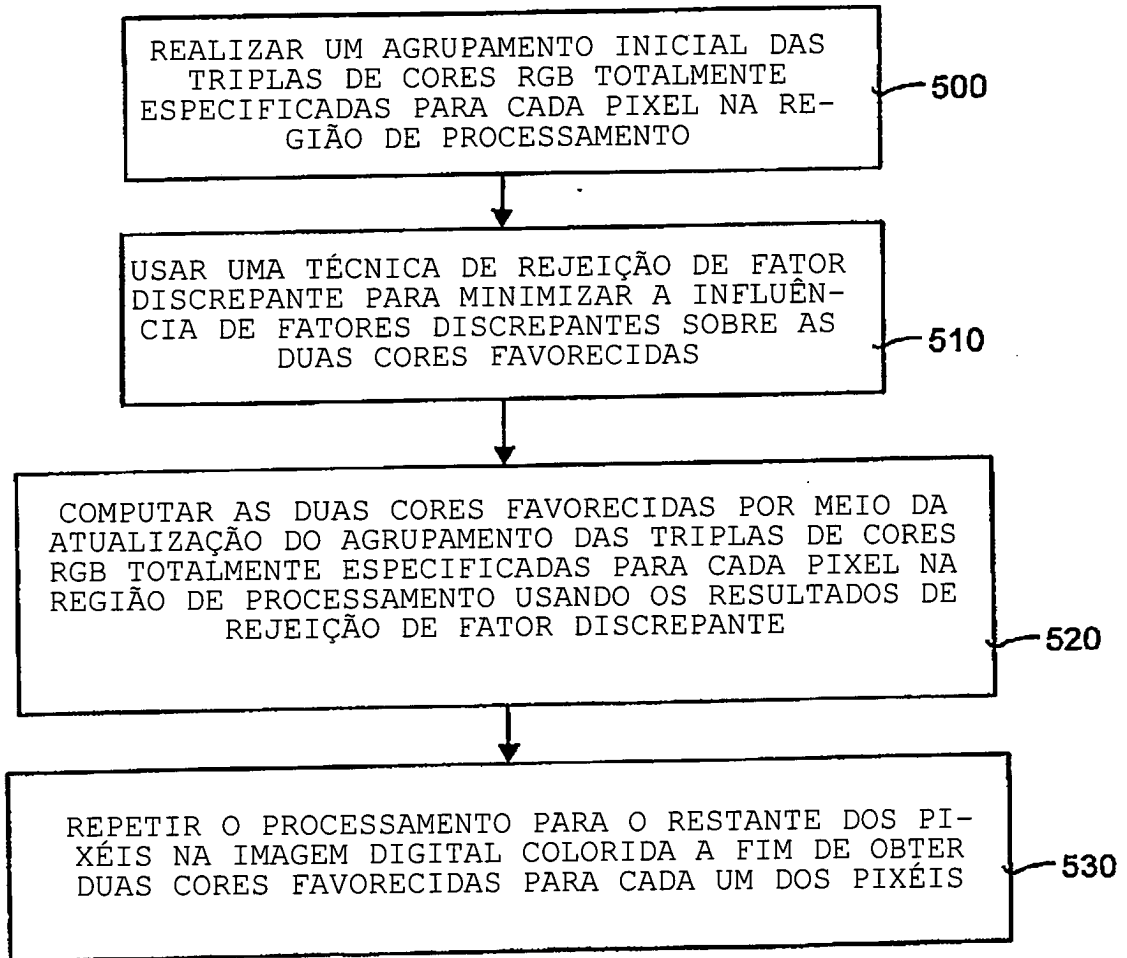 REALIZAR UM AGRUPAMENTO INICIAL DAS
TRIPLAS DE CORES RGB TOTALMENTE
ESPECIFICADAS PARA CADA PIXEL NA RE-
GIÃO DE PROCESSAMENTO
500
USAR UMA TÉCNICA DE REJEIÇÃO DE FATOR
DISCREPANTE PARA MINIMIZAR A INFLUÊN-
CIA DE FATORES DISCREPANTES SOBRE AS
DUAS CORES FAVORECIDAS
510
COMPUTAR AS DUAS CORES FAVORECIDAS POR MEIO DA
ATUALIZAÇÃO DO AGRUPAMENTO DAS TRIPLAS DE CORES
RGB TOTALMENTE ESPECIFICADAS PARA CADA PIXEL NA
REGIÃO DE PROCESSAMENTO USANDO OS RESULTADOS DE
REJEIÇÃO DE FATOR DISCREPANTE
520
REPETIR O PROCESSAMENTO PARA O RESTANTE DOS PI-
XÉIS NA IMAGEM DIGITAL COLORIDA A FIM DE OBTER
DUAS CORES FAVORECIDAS PARA CADA UM DOS PIXÉIS
530